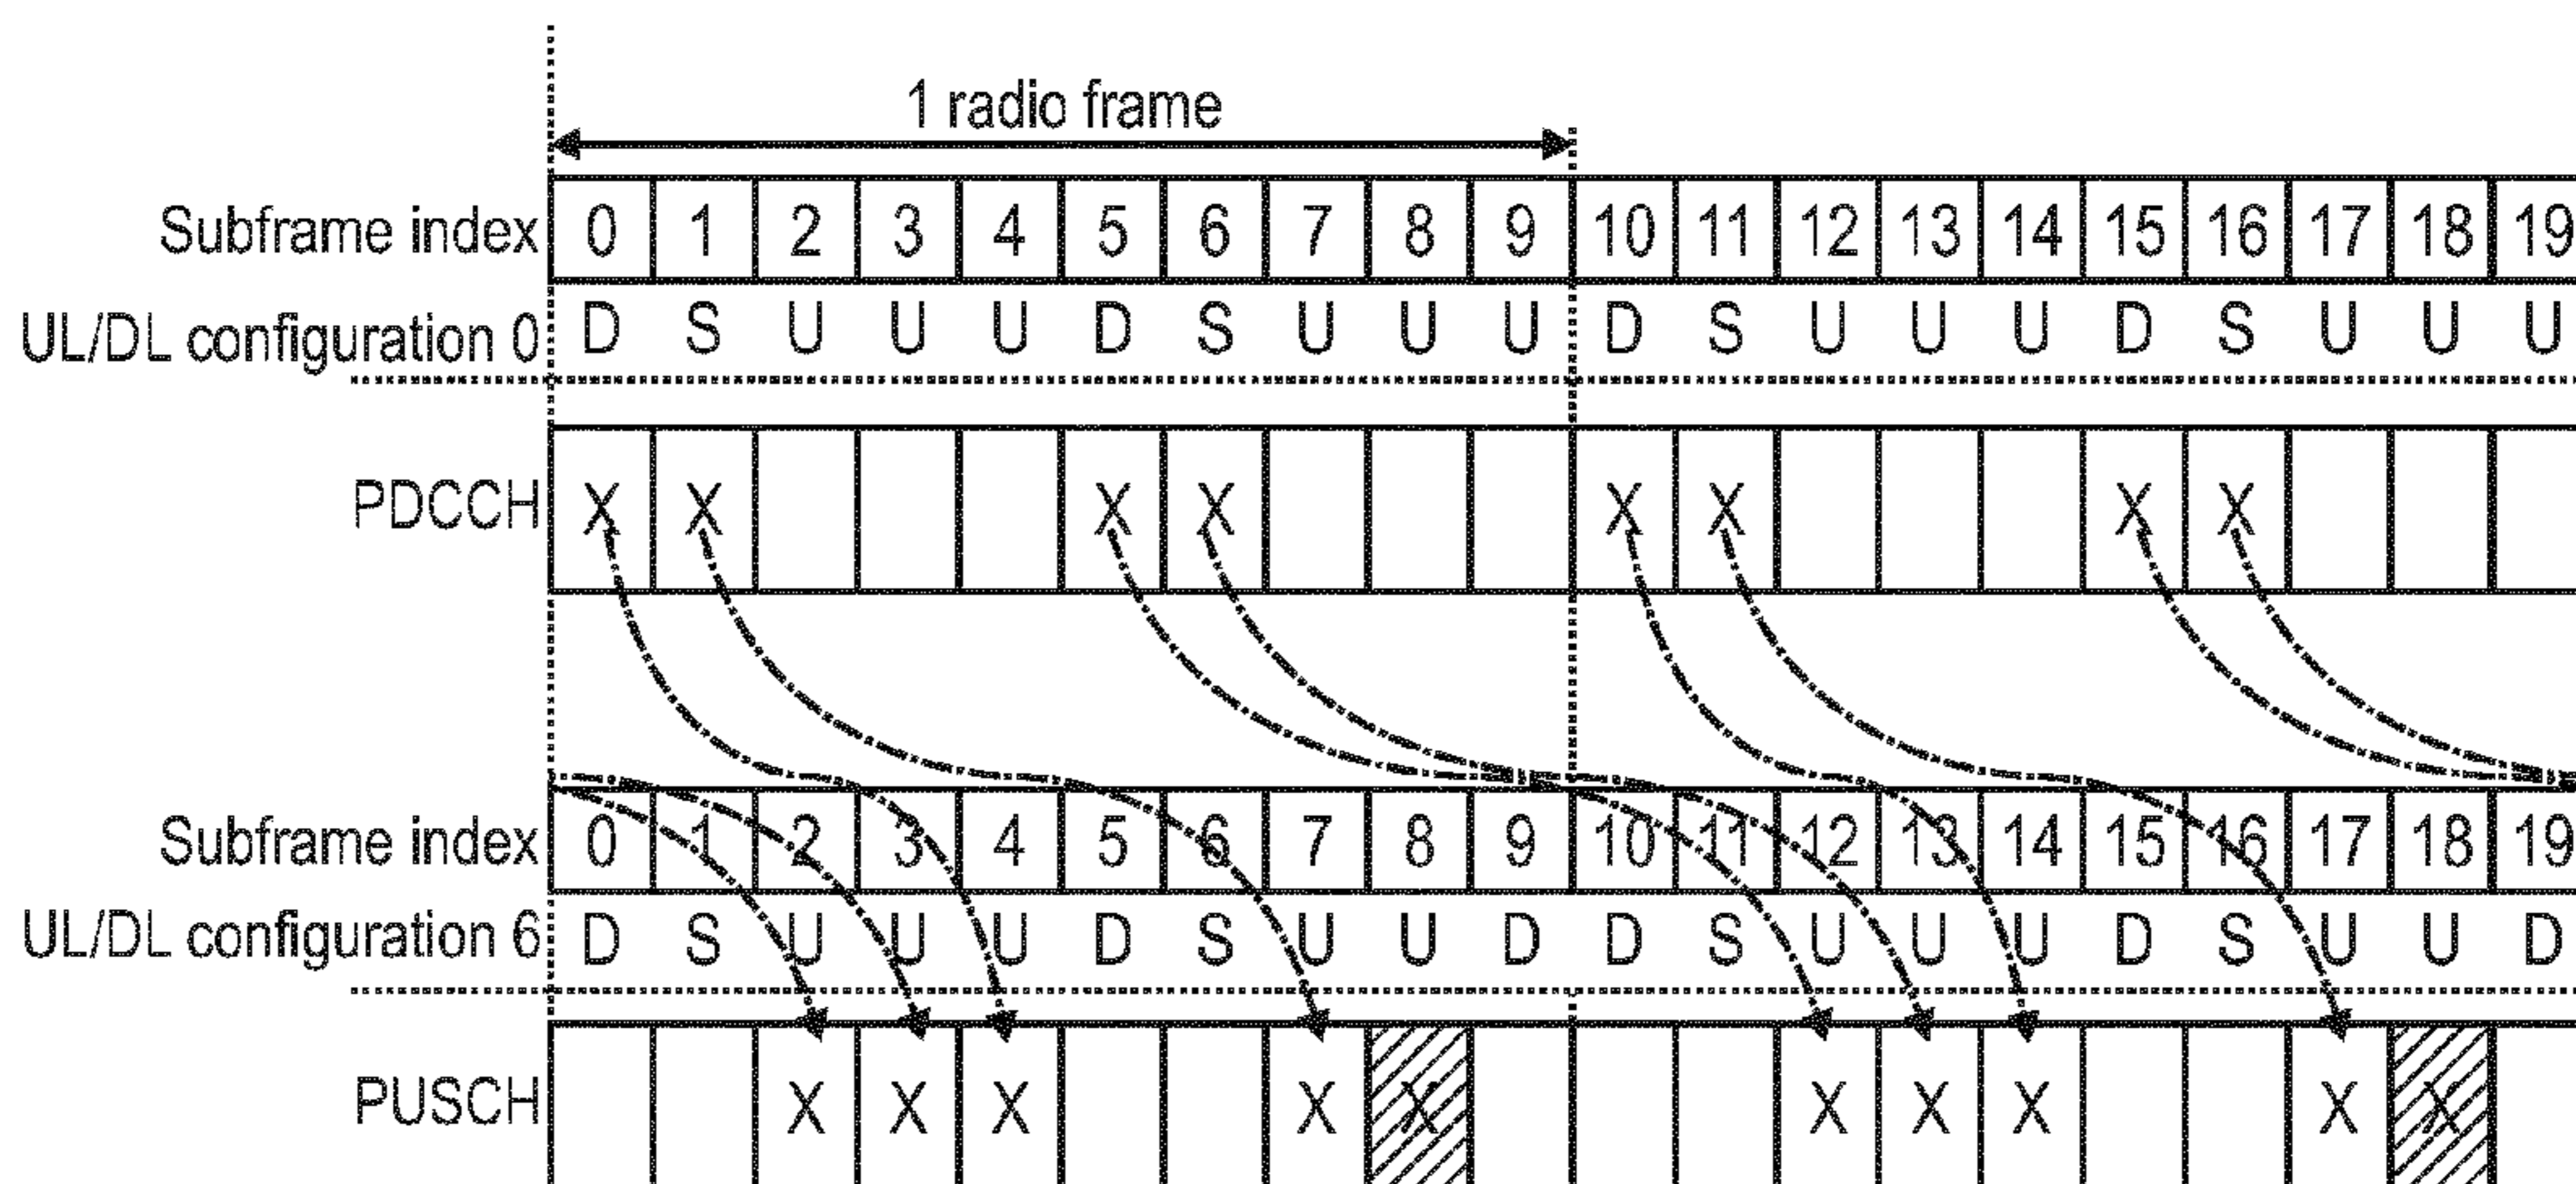 1 radio frame
Subframe index 0 1 2 3 4 5 6 7 8 9 10 11 12 13 14 15 16 17 18 19
UL/DL configuration 0 D S U U U D S U U U D S U U U D S U U U
PDCCH X X X X X X X X
Subframe index 0 1 2 3 4 5 6 7 8 9 10 11 12 13 14 15 16 17 18 19
UL/DL configuration 6 D S U U U D S U U D D S U U U D S U U D
PUSCH X X X X X X X X X X